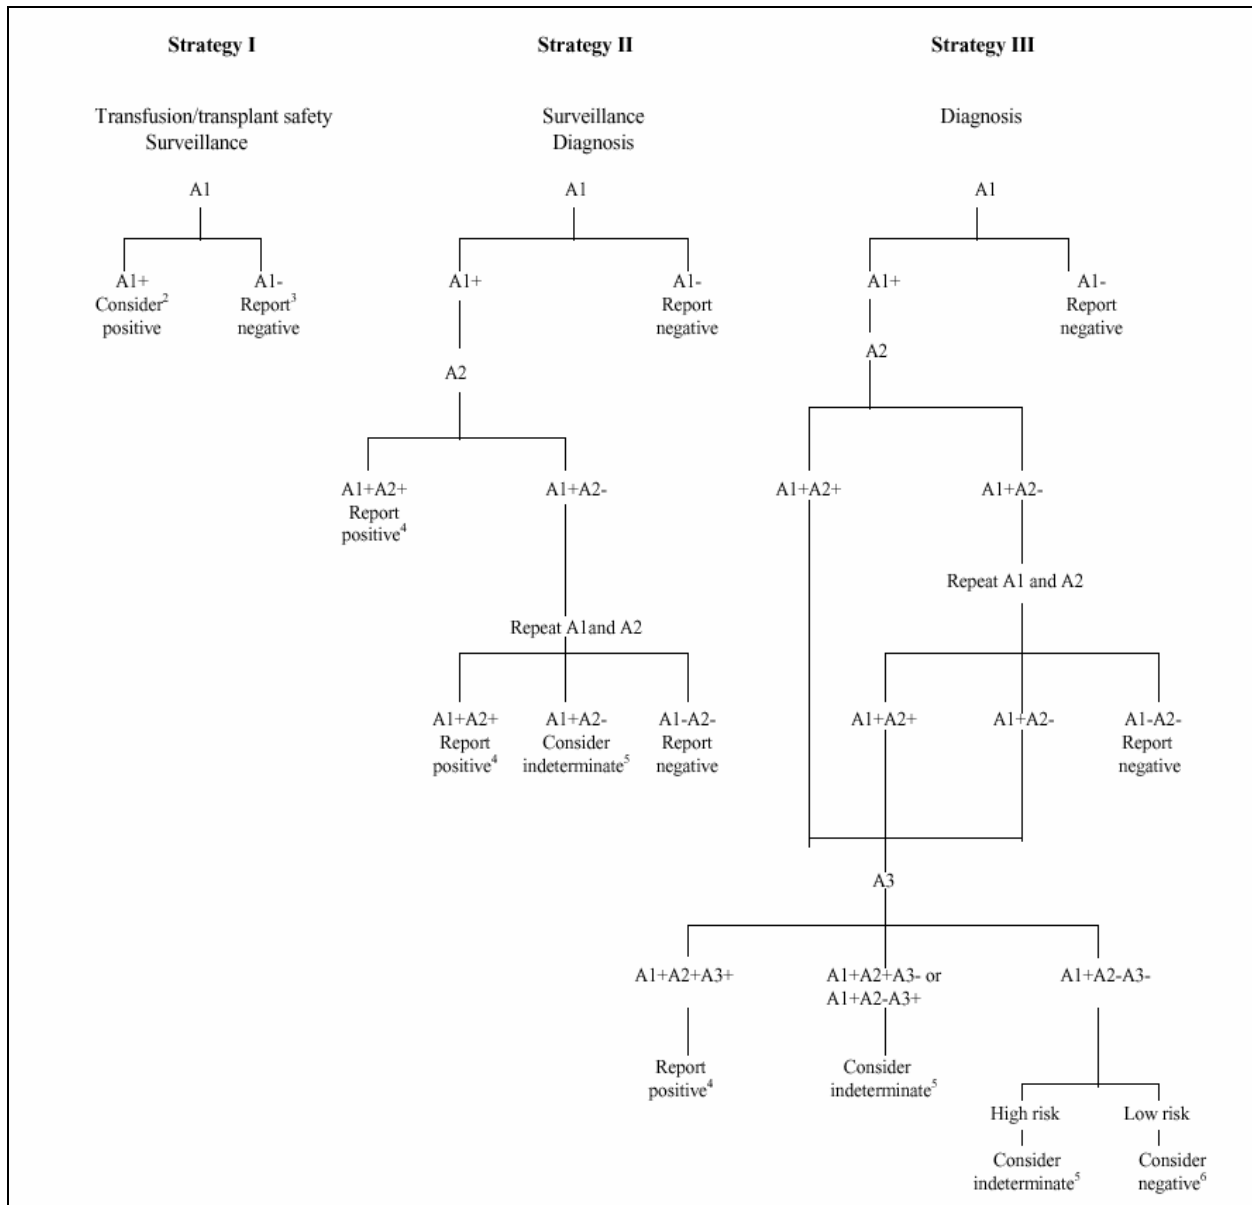 Strategy I
Strategy II
Strategy III
Transfusion/transplant safety
Surveillance
Surveillance
Diagnosis
Diagnosis
A1
A1
A1
A1+
Consider²
positive
A1-
Report³
negative
A1+
A1-
Report
negative
A1+
A1-
Report
negative
A2
A2
A1+A2+
Report
positive⁴
A1+A2-
A1+A2+
A1+A2-
Repeat A1 and A2
Repeat A1and A2
A1+A2+
Report
positive⁴
A1+A2-
Consider
indeterminate⁵
A1-A2-
Report
negative
A1+A2+
A1+A2-
A1-A2-
Report
negative
A3
A1+A2+A3+
A1+A2+A3- or
A1+A2-A3+
A1+A2-A3-
Report
positive⁴
Consider
indeterminate⁵
High risk
Low risk
Consider
indeterminate⁵
Consider
negative⁶